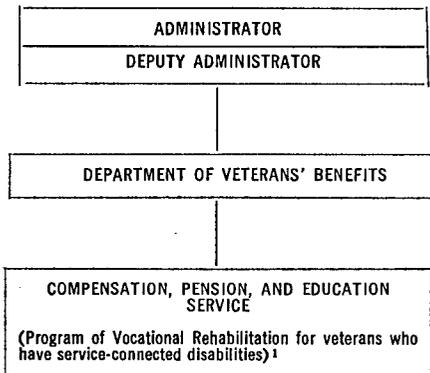 ADMINISTRATOR
DEPUTY ADMINISTRATOR
DEPARTMENT OF VETERANS' BENEFITS
COMPENSATION, PENSION, AND EDUCATION
SERVICE
(Program of Vocational Rehabilitation for veterans who
have service-connected disabilities)¹